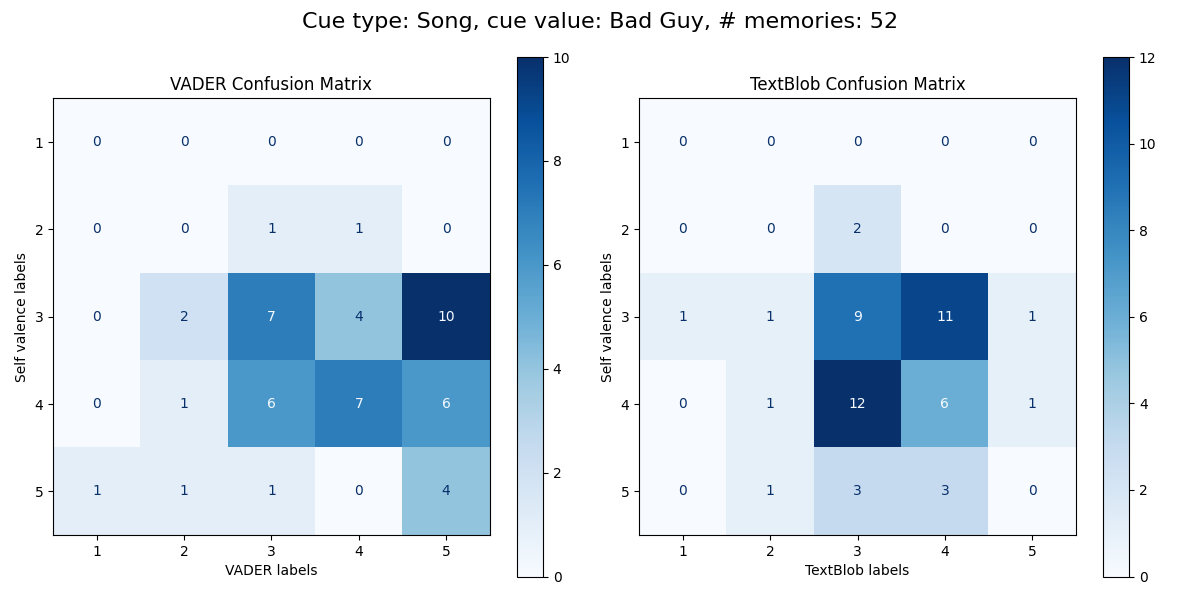 Cue type: Song, cue value: Bad Guy, # memories: 52
VADER Confusion Matrix
Self valence labels
1 0 0 0 0 0
2 0 0 1 1 0
3 0 2 7 4 10
4 0 1 6 7 6
5 1 1 1 0 4
1 2 3 4 5
VADER labels
10
8
6
4
2
0
TextBlob Confusion Matrix
Self valence labels
1 0 0 0 0 0
2 0 0 2 0 0
3 1 1 9 11 1
4 0 1 12 6 1
5 0 1 3 3 0
1 2 3 4 5
TextBlob labels
12
10
8
6
4
2
0